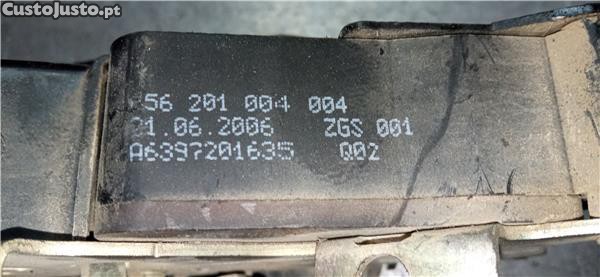 CustoJusto.pt
56 201 004 004
21.06.2006 ZGS 001
A6397201635 Q02